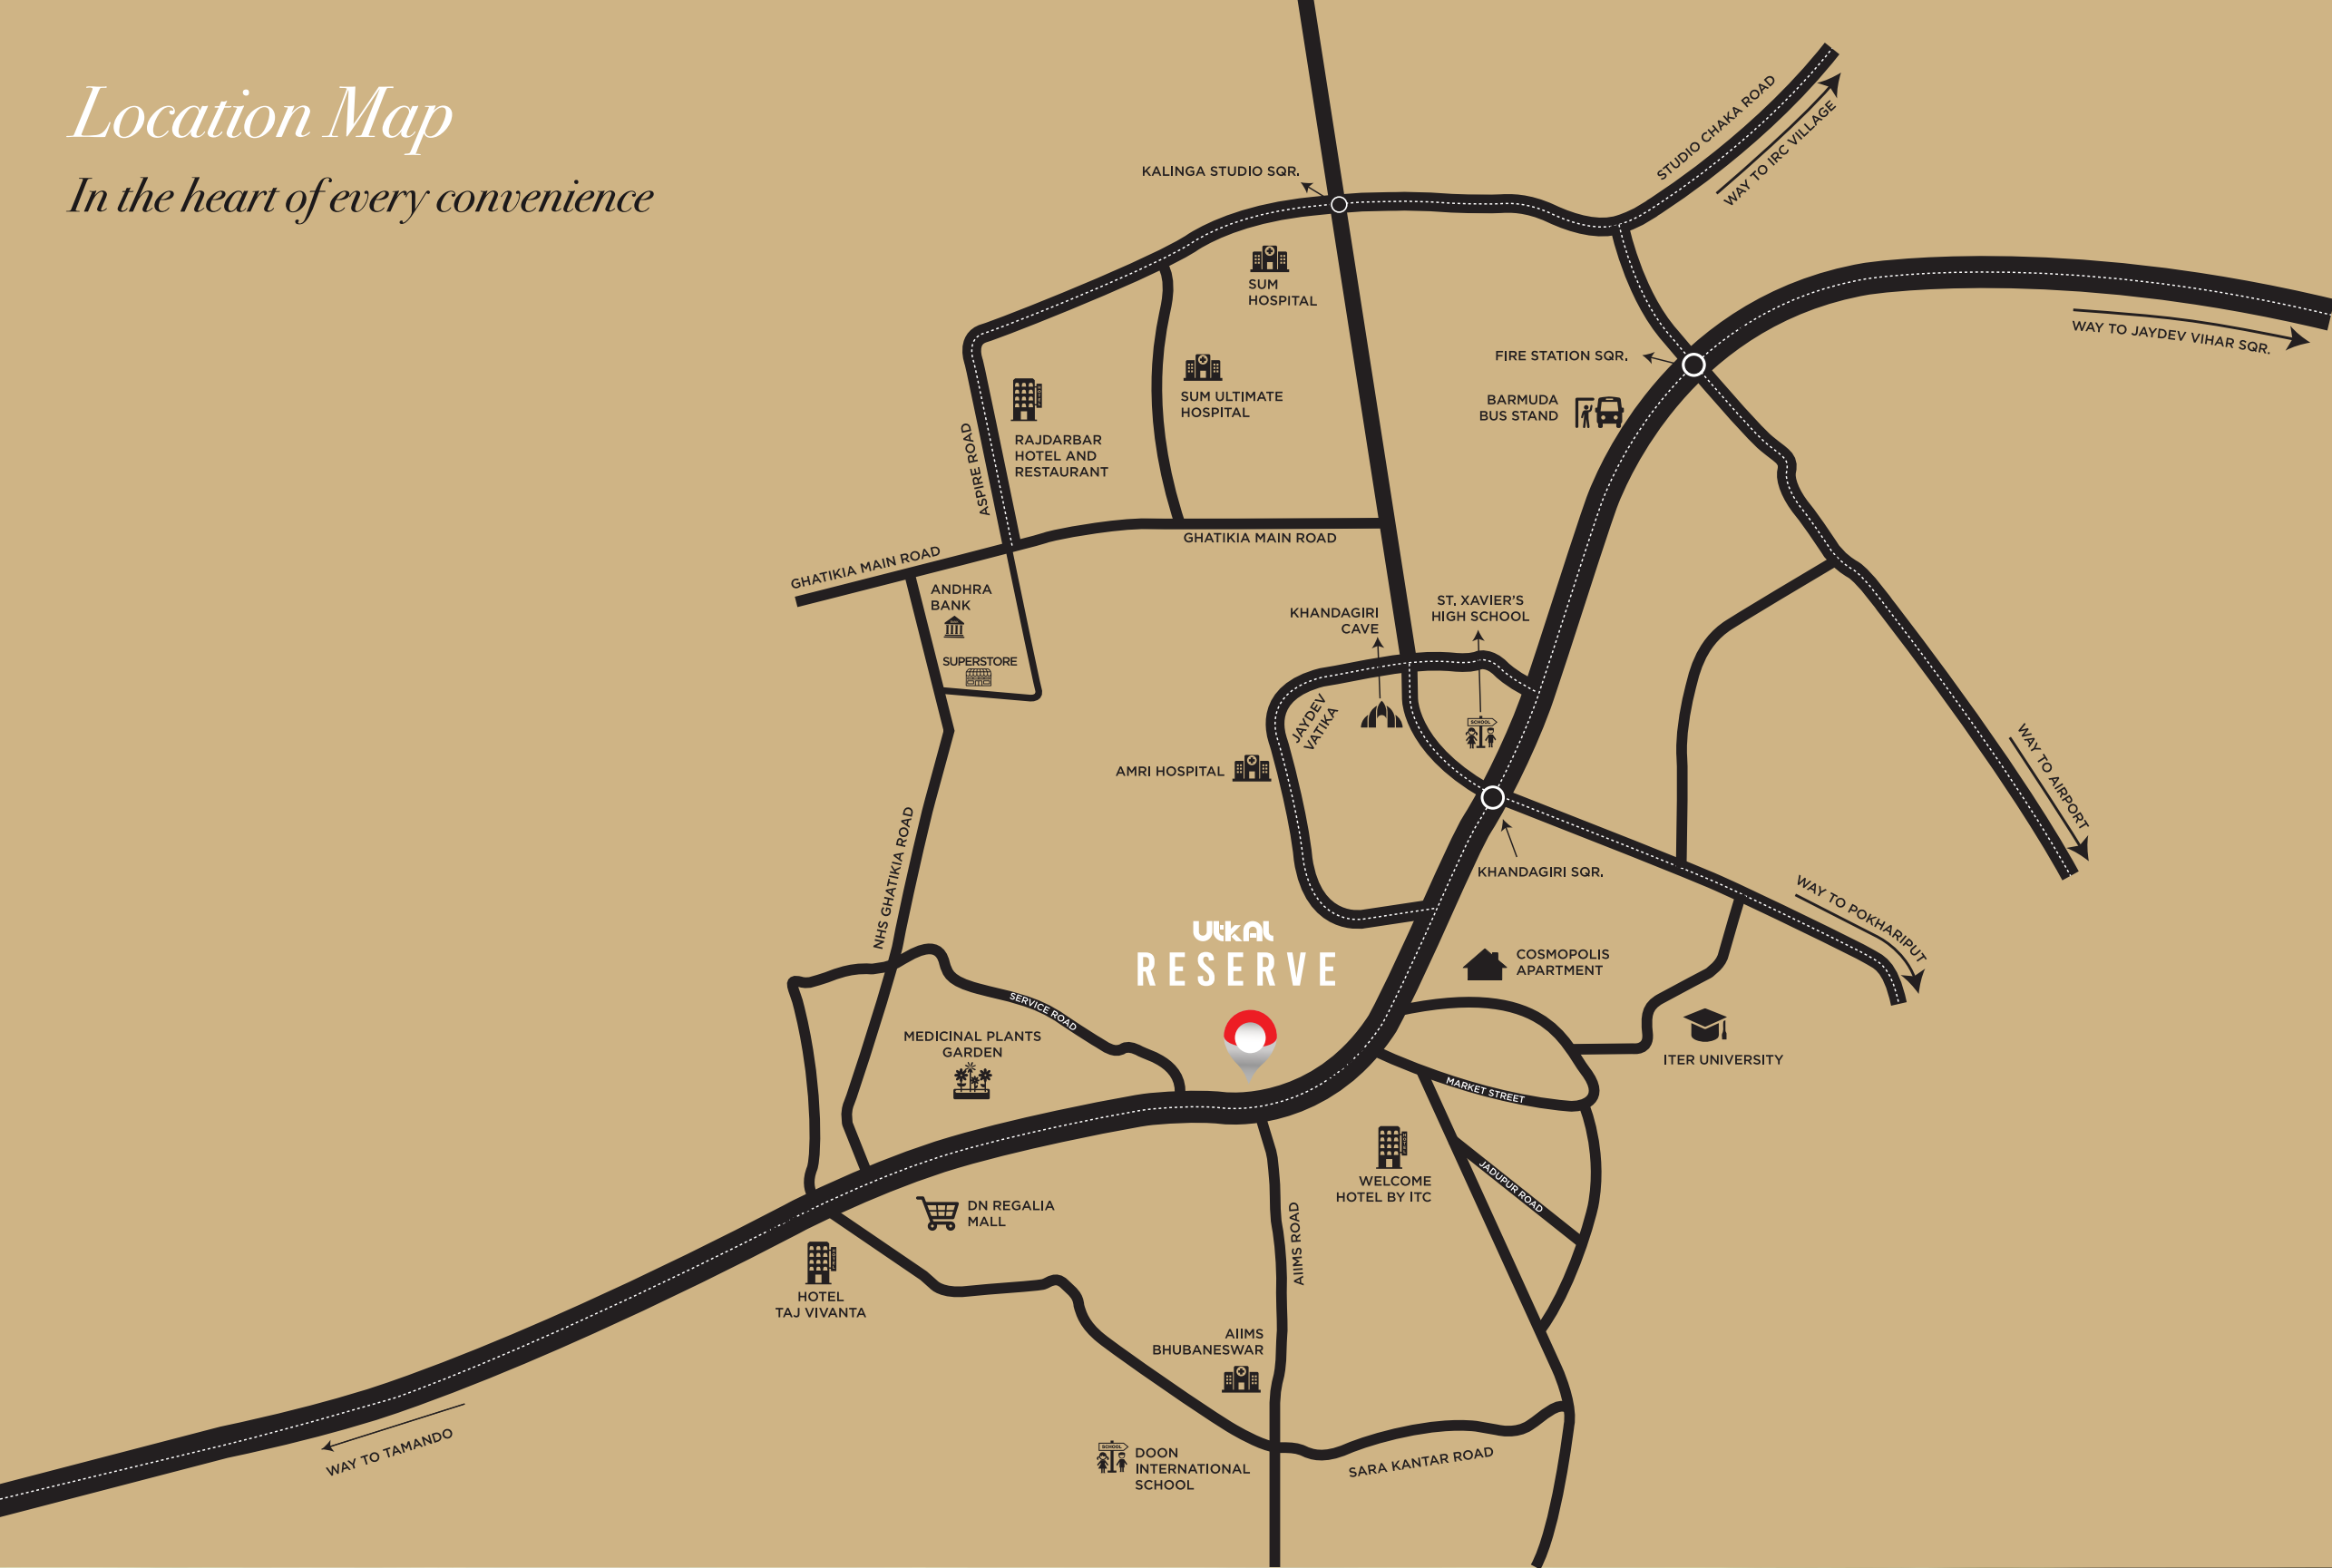 Location Map
In the heart of every convenience
STUDIO CHAKA ROAD
WAY TO IRC VILLAGE
KALINGA STUDIO SQR.
SUM
HOSPITAL
WAY TO JAYDEV VIHAR SQR.
FIRE STATION SQR.
SUM ULTIMATE
HOSPITAL
BARMUDA
BUS STAND
HOTEL
RAJDARBAR
HOTEL AND
RESTAURANT
ASPIRE ROAD
GHATIKIA MAIN ROAD
GHATIKIA MAIN ROAD
ANDHRA
BANK
SUPERSTORE
KHANDAGIRI
CAVE
ST. XAVIER'S
HIGH SCHOOL
JAYDEV
VATIKA
SCHOOL
AMRI HOSPITAL
WAY TO AIRPORT
KHANDAGIRI SQR.
NHS GHATIKIA ROAD
WAY TO POKHARIPUT
UtkAL
RESERVE
COSMOPOLIS
APARTMENT
SERVICE ROAD
MEDICINAL PLANTS
GARDEN
ITER UNIVERSITY
MARKET STREET
HOTEL
WELCOME
HOTEL BY ITC
JADUPUR ROAD
DN REGALIA
MALL
AIIMS ROAD
HOTEL
HOTEL
TAJ VIVANTA
AIIMS
BHUBANESWAR
WAY TO TAMANDO
SCHOOL
DOON
INTERNATIONAL
SCHOOL
SARA KANTAR ROAD